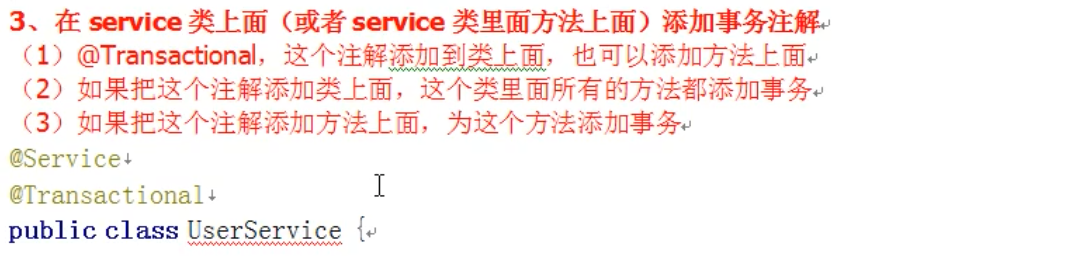 3、在 service 类上面（或者 service 类里面方法上面）添加事务注解
（1）@Transactional，这个注解添加到类上面，也可以添加方法上面
（2）如果把这个注解添加类上面，这个类里面所有的方法都添加事务
（3）如果把这个注解添加方法上面，为这个方法添加事务
@Service
@Transactional
public class UserService {